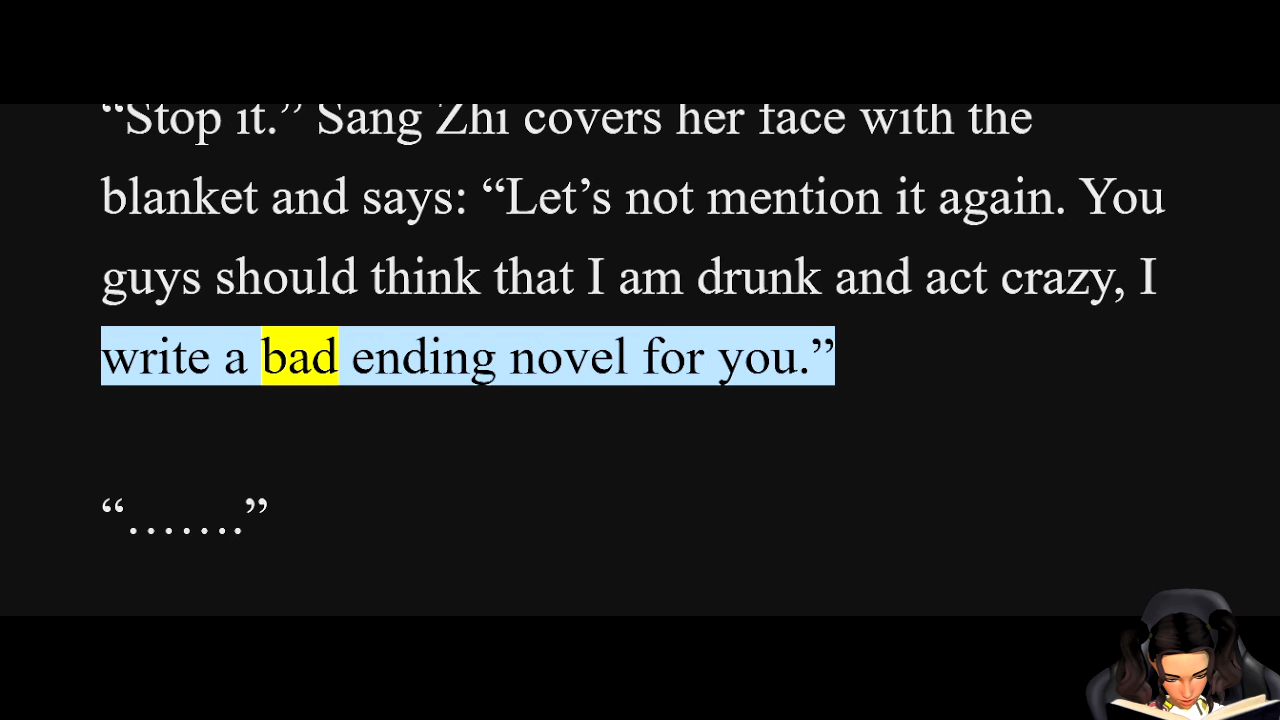 “Stop it.” Sang Zhi covers her face with the
blanket and says: “Let’s not mention it again. You
guys should think that I am drunk and act crazy, I
write a bad ending novel for you.”
“…….”